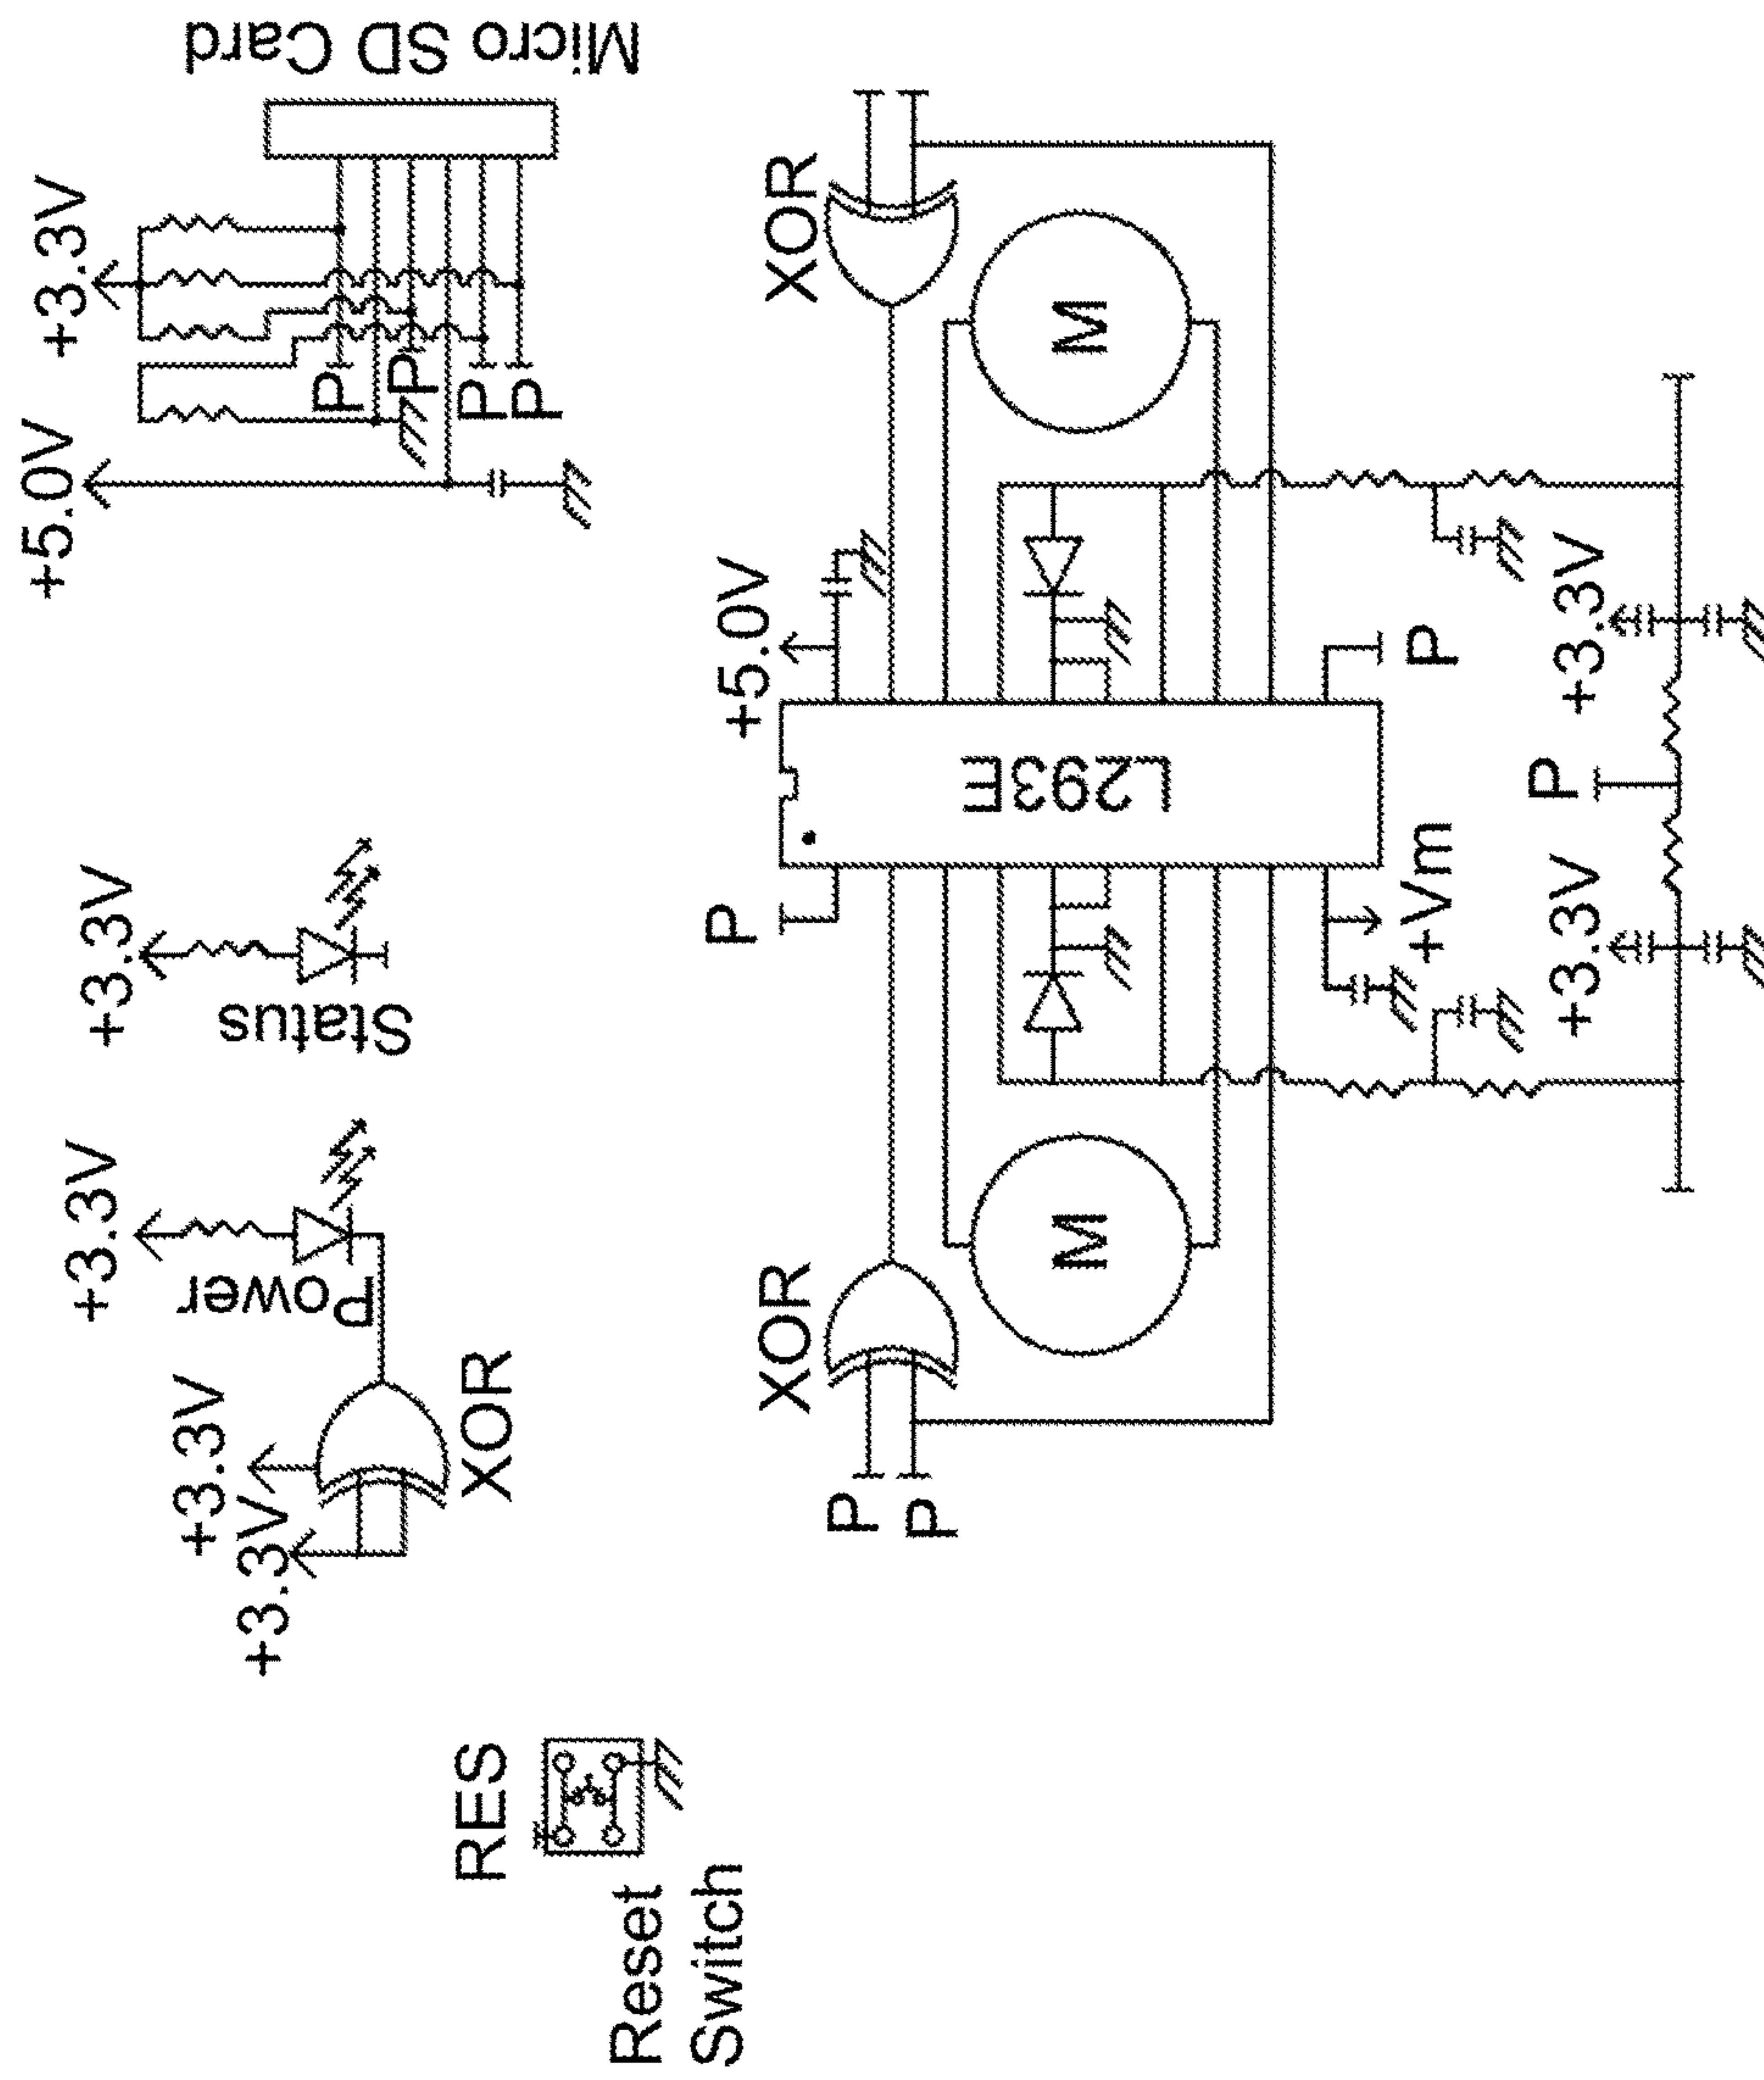 Micro SD Card
+3.3V
+5.0V
P
P
P
P
+3.3V
Status
+3.3V
Power
+3.3V
+3.3V
XOR
RES
Reset
Switch
XOR
M
+5.0V
L293E
P
P
+Vm
XOR
M
P
P
+3.3V
P
+3.3V